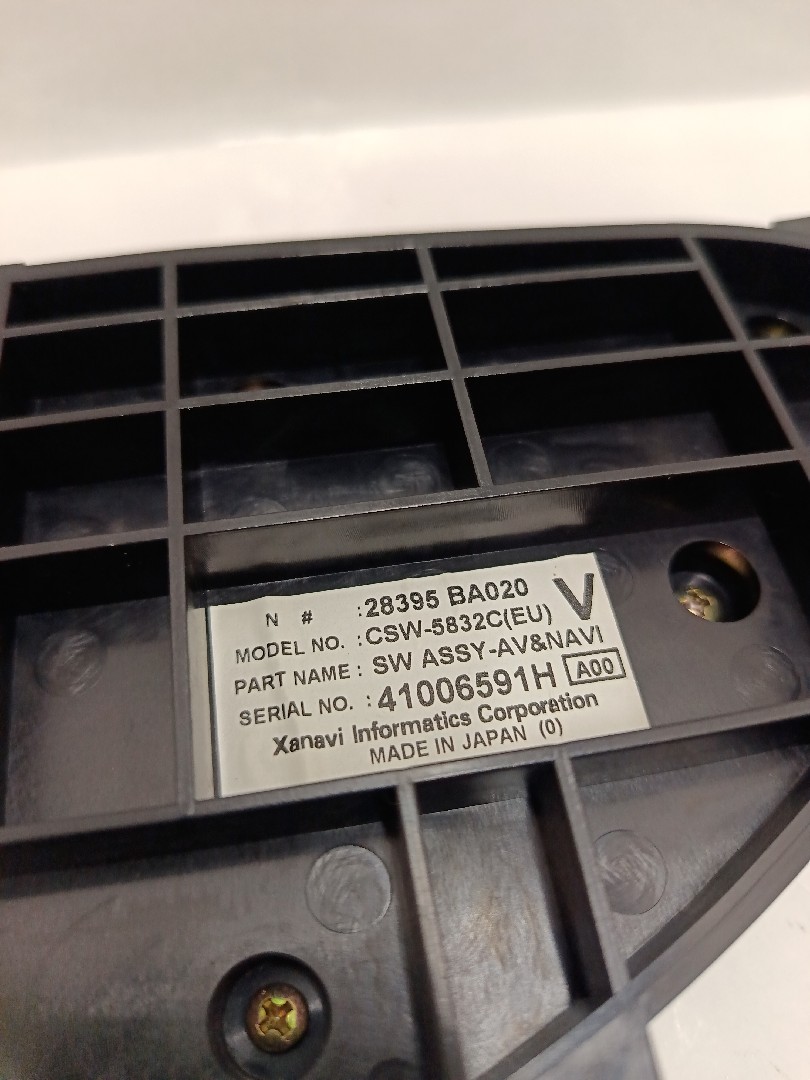 N # :28395 BA020 V
MODEL NO. :CSW-5832C(EU)
PART NAME : SW ASSY-AV&NAVI
SERIAL NO. :41006591H A00
Xanavi Informatics Corporation
MADE IN JAPAN (0)